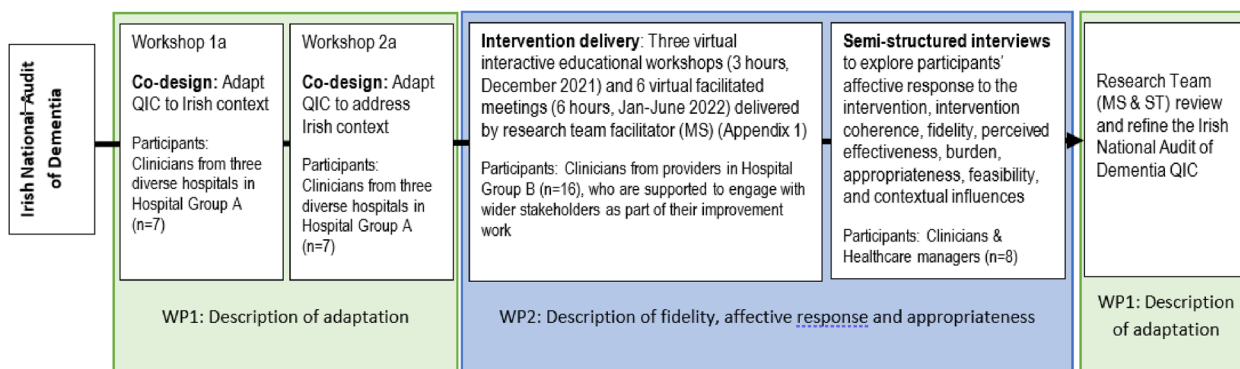 Irish National Audit
of Dementia
Workshop 1a
Co-design: Adapt
QIC to Irish context
Participants:
Clinicians from three
diverse hospitals in
Hospital Group A
(n=7)
Workshop 2a
Co-design: Adapt
QIC to address
Irish context
Participants:
Clinicians from three
diverse hospitals in
Hospital Group A
(n=7)
WP1: Description of adaptation
Intervention delivery: Three virtual
interactive educational workshops (3 hours,
December 2021) and 6 virtual facilitated
meetings (6 hours, Jan-June 2022) delivered
by research team facilitator (MS) (Appendix 1)
Participants: Clinicians from providers in Hospital
Group B (n=16), who are supported to engage with
wider stakeholders as part of their improvement
work
Semi-structured interviews
to explore participants'
affective response to the
intervention, intervention
coherence, fidelity, perceived
effectiveness, burden,
appropriateness, feasibility,
and contextual influences
Participants: Clinicians &
Healthcare managers (n=8)
WP2: Description of fidelity, affective response and appropriateness
Research Team
(MS & ST) review
and refine the Irish
National Audit of
Dementia QIC
WP1: Description
of adaptation